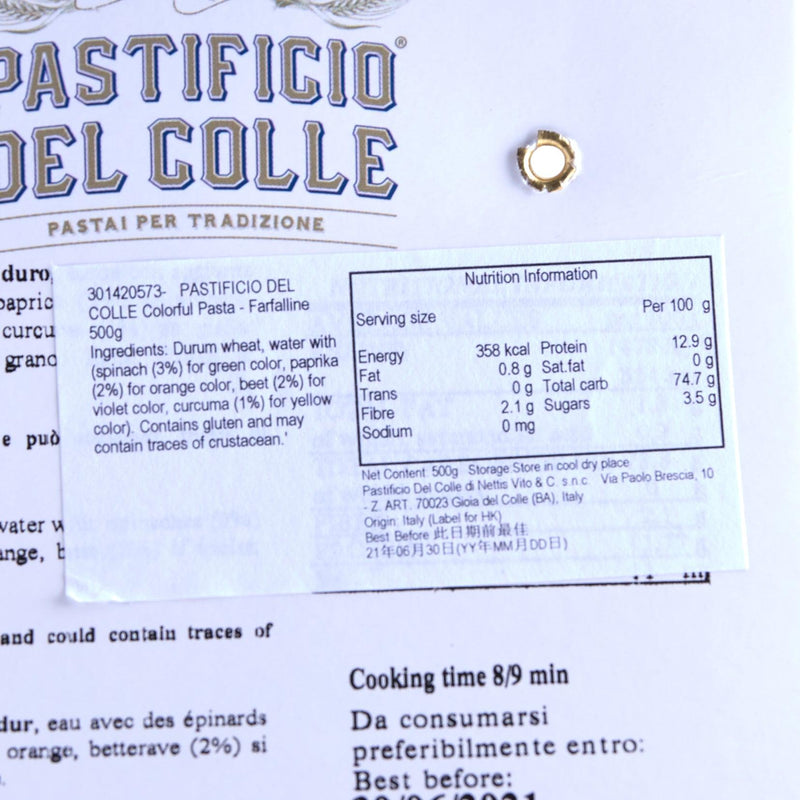 PASTIFICIO®
DEL COLLE
PASTAI PER TRADIZIONE
duro
papric
curcu
grano
e può
water w
ange, b
301420573- PASTIFICIO DEL
COLLE Colorful Pasta - Farfalline
500g
Ingredients: Durum wheat, water with
(spinach (3%) for green color, paprika
(2%) for orange color, beet (2%) for
violet color, curcuma (1%) for yellow
color). Contains gluten and may
contain traces of crustacean.'
Nutrition Information
Serving size Per 100 g
Energy 358 kcal Protein 12.9 g
Fat 0.8 g Sat.fat 0 g
Trans 0 g Total carb 74.7 g
Fibre 2.1 g Sugars 3.5 g
Sodium 0 mg
Net Content: 500g Storage Store in cool dry place
Pastificio Del Colle di Nettis Vito & C. s.n.c. Via Paolo Brescia, 10
- Z. ART. 70023 Gioia del Colle (BA), Italy
Origin: Italy (Label for HK)
Best Before 此日期前最佳
21年06月30日(YY年MM月DD日)
and could contain traces of
dur, eau avec des épinards
orange, betterave (2%) si
Cooking time 8/9 min
Da consumarsi
preferibilmente entro:
Best before: